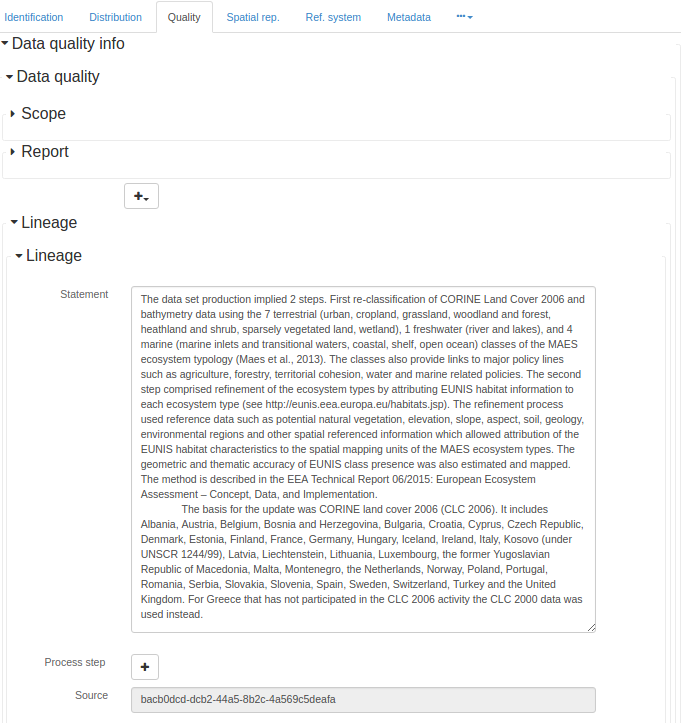 Identification Distribution Quality Spatial rep. Ref. system Metadata
Data quality info
Data quality
Scope
Report
Lineage
Lineage
Statement
The data set production implied 2 steps. First re-classification of CORINE Land Cover 2006 and
bathymetry data using the 7 terrestrial (urban, cropland, grassland, woodland and forest,
heathland and shrub, sparsely vegetated land, wetland), 1 freshwater (river and lakes), and 4
marine (marine inlets and transitional waters, coastal, shelf, open ocean) classes of the MAES
ecosystem typology (Maes et al., 2013). The classes also provide links to major policy lines
such as agriculture, forestry, territorial cohesion, water and marine related policies. The second
step comprised refinement of the ecosystem types by attributing EUNIS habitat information to
each ecosystem type (see http://eunis.eea.europa.eu/habitats.jsp). The refinement process
used reference data such as potential natural vegetation, elevation, slope, aspect, soil, geology,
environmental regions and other spatial referenced information which allowed attribution of the
EUNIS habitat characteristics to the spatial mapping units of the MAES ecosystem types. The
geometric and thematic accuracy of EUNIS class presence was also estimated and mapped.
The method is described in the EEA Technical Report 06/2015: European Ecosystem
Assessment – Concept, Data, and Implementation.
The basis for the update was CORINE land cover 2006 (CLC 2006). It includes
Albania, Austria, Belgium, Bosnia and Herzegovina, Bulgaria, Croatia, Cyprus, Czech Republic,
Denmark, Estonia, Finland, France, Germany, Hungary, Iceland, Ireland, Italy, Kosovo (under
UNSCR 1244/99), Latvia, Liechtenstein, Lithuania, Luxembourg, the former Yugoslavian
Republic of Macedonia, Malta, Montenegro, the Netherlands, Norway, Poland, Portugal,
Romania, Serbia, Slovakia, Slovenia, Spain, Sweden, Switzerland, Turkey and the United
Kingdom. For Greece that has not participated in the CLC 2006 activity the CLC 2000 data was
used instead.
Process step
Source bacb0dcd-dcb2-44a5-8b2c-4a569c5deafa